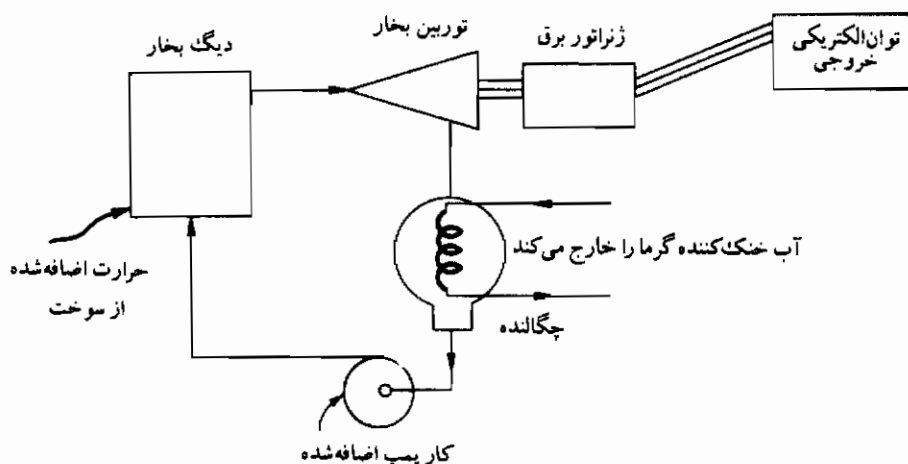 توان‌الکتریکی
خروجی
ژنراتور برق
توربین بخار
دیگ بخار
آب خنک‌کننده گرما را خارج می‌کند
چگالنده
حرارت اضافه‌شده
از سوخت
کار پمپ اضافه‌شده